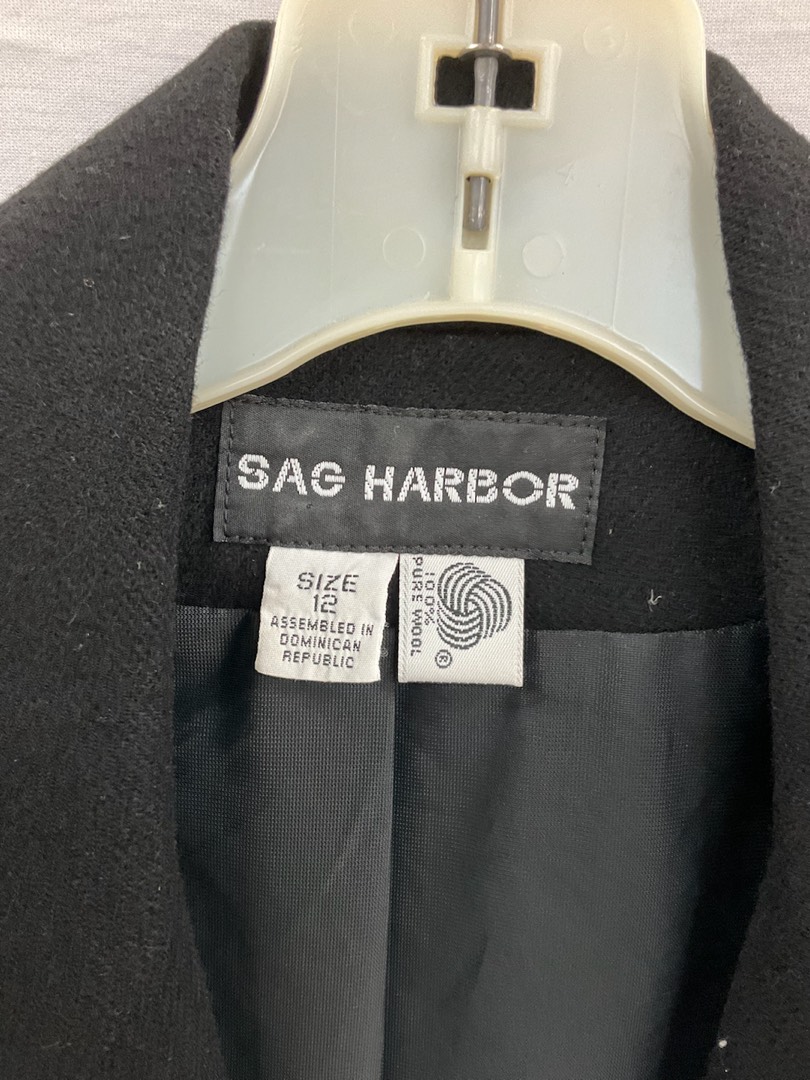 SAG HARBOR
SIZE
12
ASSEMBLED IN
DOMINICAN
REPUBLIC
100%
PURE WOOL
®